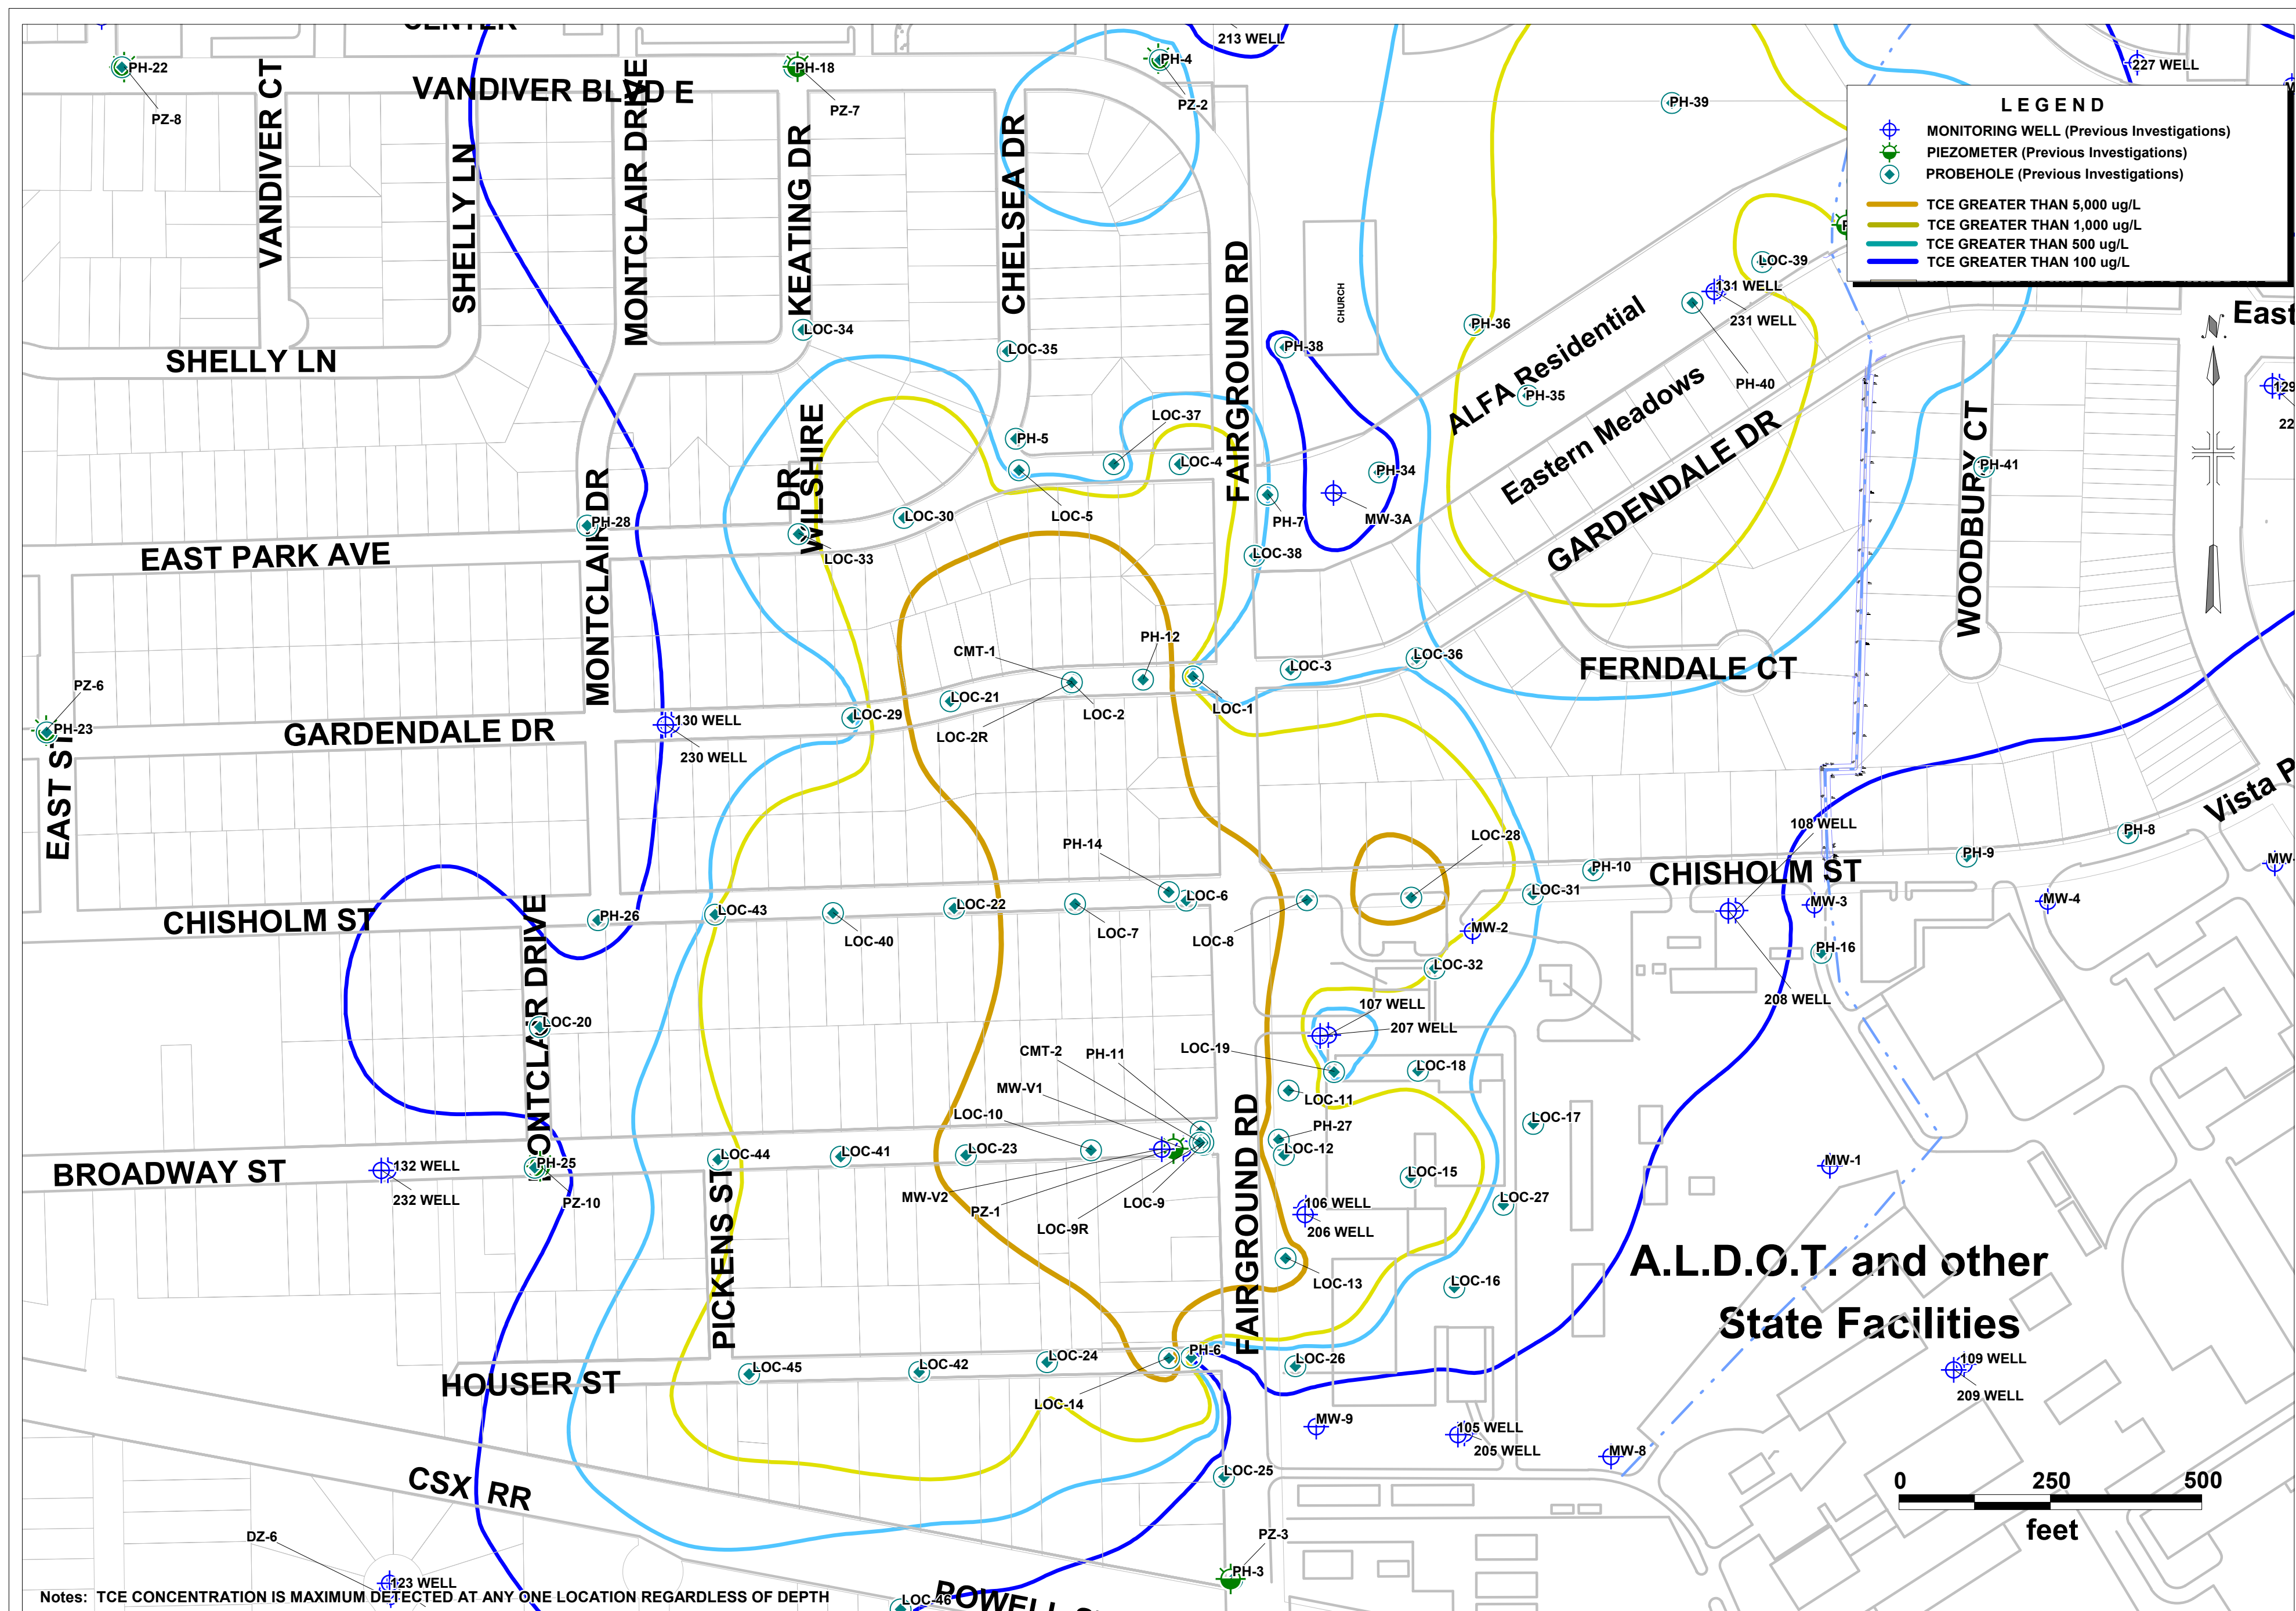 CENTER
213 WELL
PH-22
PZ-8
VANDIVER BLVD E
PH-18
PZ-7
PH-4
PZ-2
227 WELL
PH-39
VANDIVER CT
SHELLY LN
MONTCLAIR DRIVE
KEATING DR
CHELSEA DR
FAIRGROUND RD
CHURCH
LEGEND
MONITORING WELL (Previous Investigations)
PIEZOMETER (Previous Investigations)
PROBEHOLE (Previous Investigations)
TCE GREATER THAN 5,000 ug/L
TCE GREATER THAN 1,000 ug/L
TCE GREATER THAN 500 ug/L
TCE GREATER THAN 100 ug/L
LOC-39
131 WELL
231 WELL
PH-40
East
N
SHELLY LN
LOC-34
LOC-35
PH-38
PH-36
PH-35
ALFA Residential
Eastern Meadows
GARDENDALE DR
129
22
WILSHIRE
DR
PH-5
LOC-37
LOC-4
PH-34
PH-41
WOODBURY CT
MONTCLAIR DR
PH-28
LOC-30
LOC-5
PH-7
MW-3A
EAST PARK AVE
LOC-33
LOC-38
CMT-1
PH-12
LOC-3
LOC-36
FERNDALE CT
PZ-6
PH-23
EAST ST
GARDENDALE DR
130 WELL
230 WELL
LOC-29
LOC-21
LOC-2R
LOC-2
LOC-1
Vista P
108 WELL
PH-8
PH-14
LOC-28
PH-10
CHISHOLM ST
PH-9
MW-
CHISHOLM ST
MONTCLAIR DRIVE
PH-26
LOC-43
LOC-40
LOC-22
LOC-7
LOC-6
LOC-8
LOC-31
MW-3
MW-4
MW-2
PH-16
LOC-32
208 WELL
107 WELL
207 WELL
LOC-20
CMT-2
PH-11
LOC-19
LOC-18
MW-V1
LOC-11
FAIRGROUND RD
LOC-10
LOC-17
PH-27
BROADWAY ST
132 WELL
232 WELL
PH-25
PZ-10
LOC-44
LOC-41
LOC-23
MW-V2
PZ-1
LOC-9R
LOC-9
LOC-12
LOC-15
MW-1
106 WELL
206 WELL
LOC-27
PICKENS ST
LOC-13
LOC-16
A.L.D.O.T. and other
State Facilities
HOUSER ST
LOC-45
LOC-42
LOC-24
PH-6
LOC-26
109 WELL
209 WELL
LOC-14
MW-9
105 WELL
205 WELL
MW-8
CSX RR
LOC-25
0 250 500
feet
DZ-6
PZ-3
PH-3
123 WELL
Notes: TCE CONCENTRATION IS MAXIMUM DETECTED AT ANY ONE LOCATION REGARDLESS OF DEPTH
LOC-46
POWELL